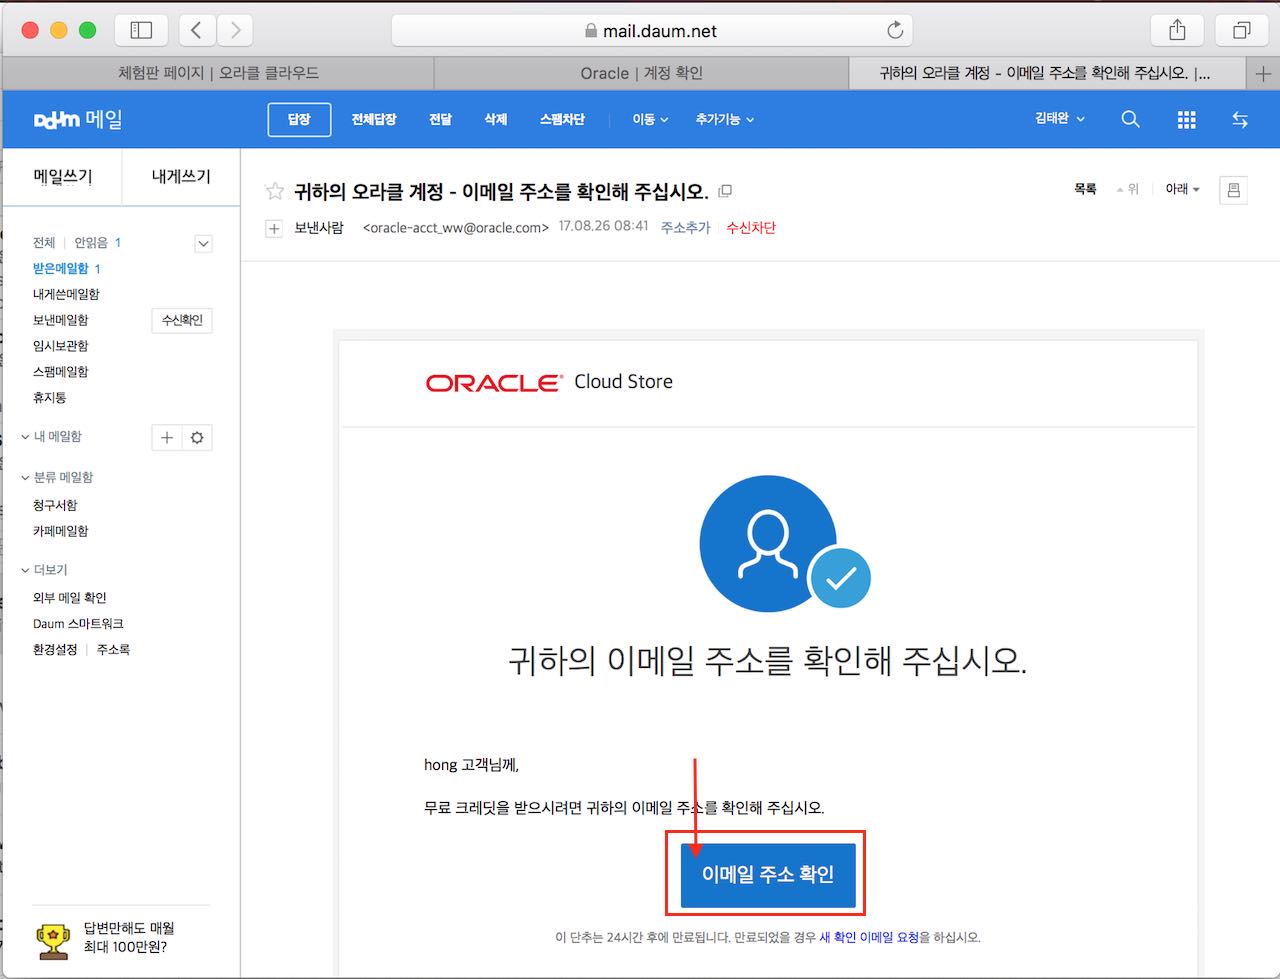 mail.daum.net
체험판 페이지 | 오라클 클라우드
Oracle | 계정 확인
귀하의 오라클 계정 - 이메일 주소를 확인해 주십시오. |...
Daum 메일
답장 전체답장 전달 삭제 스팸차단 이동 추가기능
김태완
메일쓰기 내게쓰기
귀하의 오라클 계정 - 이메일 주소를 확인해 주십시오.
목록 위 아래
보낸사람 <oracle-acct_ww@oracle.com> 17.08.26 08:41 주소추가 수신차단
전체 안읽음 1
받은메일함 1
내게쓴메일함
보낸메일함 수신확인
임시보관함
스팸메일함
휴지통
내 메일함
분류 메일함
청구서함
카페메일함
더보기
외부 메일 확인
Daum 스마트워크
환경설정 주소록
답변만해도 매월
최대 100만원?
ORACLE Cloud Store
귀하의 이메일 주소를 확인해 주십시오.
hong 고객님께,
무료 크레딧을 받으시려면 귀하의 이메일 주소를 확인해 주십시오.
이메일 주소 확인
이 단추는 24시간 후에 만료됩니다. 만료되었을 경우 새 확인 이메일 요청을 하십시오.